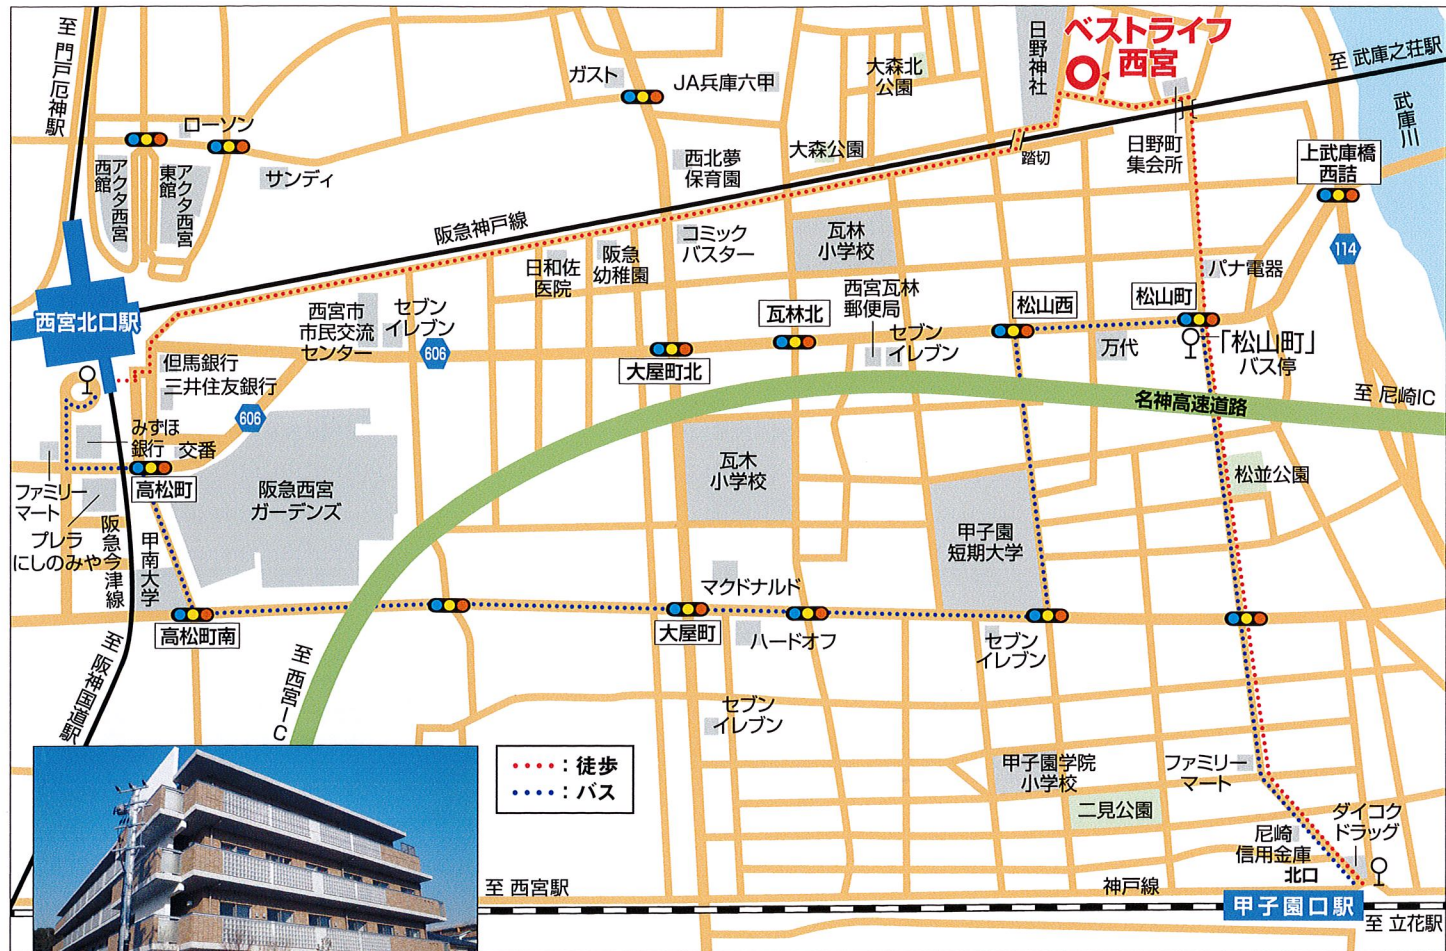 至 門戸厄神駅
ローソン
アクタ西宮
西館
アクタ西宮
東館
サンディ
ガスト
JA兵庫六甲
大森北
公園
日野神社
ベストライフ
西宮
至 武庫之荘駅
武庫川
西北夢
保育園
大森公園
踏切
日野町
集会所
上武庫橋
西詰
阪急神戸線
西宮北口駅
西宮市
市民交流
センター
セブン
イレブン
606
日和佐
医院
阪急
幼稚園
コミック
バスター
瓦林
小学校
大屋町北
瓦林北
西宮瓦林
郵便局
セブン
イレブン
松山西
万代
松山町
パナ電器
114
「松山町」
バス停
至 尼崎IC
名神高速道路
但馬銀行
三井住友銀行
606
みずほ
銀行
交番
高松町
ファミリー
マート
プレラ
にしのみや
阪急今津線
甲南大学
阪急西宮
ガーデンズ
瓦木
小学校
甲子園
短期大学
松並公園
高松町南
至 阪神国道駅
至 西宮IC
大屋町
マクドナルド
ハードオフ
セブン
イレブン
セブン
イレブン
:徒歩
:バス
甲子園学院
小学校
二見公園
ファミリー
マート
ダイコク
ドラッグ
尼崎
信用金庫
北口
至 西宮駅
神戸線
甲子園口駅
至 立花駅